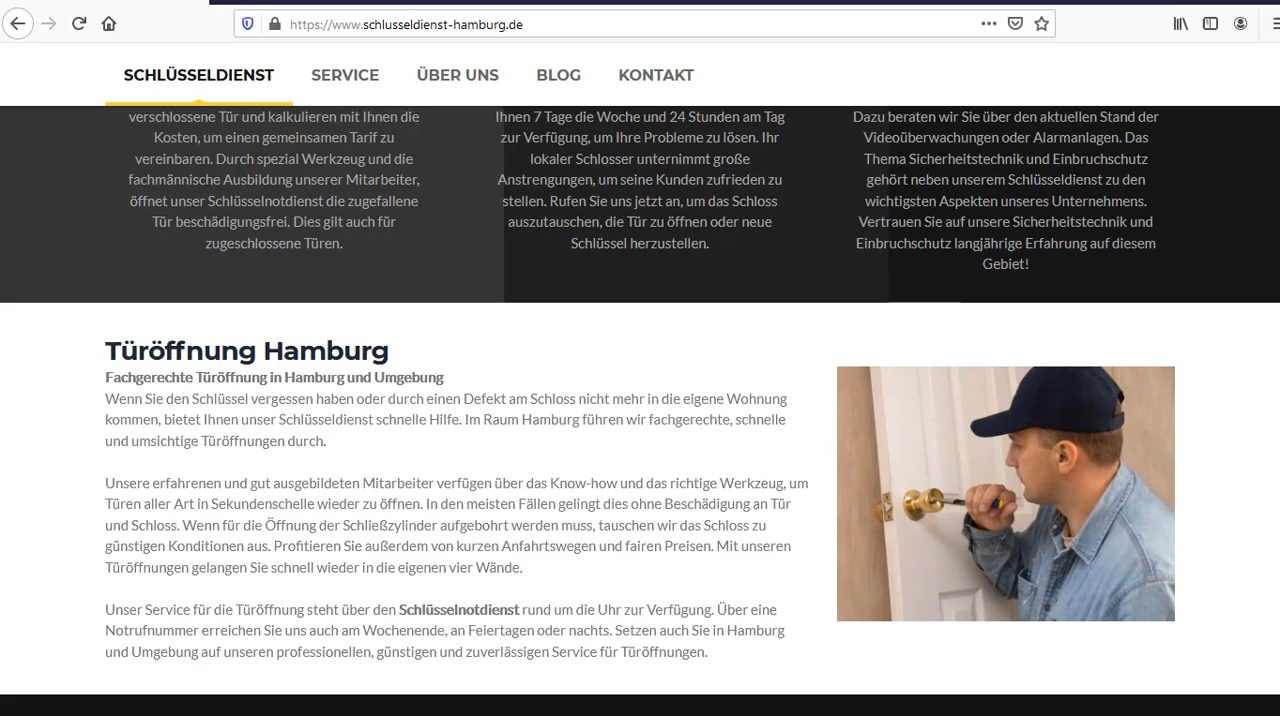 https://www.schlusseldienst-hamburg.de
SCHLÜSSELDIENST SERVICE ÜBER UNS BLOG KONTAKT
verschlossene Tür und kalkulieren mit Ihnen die
Kosten, um einen gemeinsamen Tarif zu
vereinbaren. Durch spezial Werkzeug und die
fachmännische Ausbildung unserer Mitarbeiter,
öffnet unser Schlüsselnotdienst die zugefallene
Tür beschädigungsfrei. Dies gilt auch für
zugeschlossene Türen.
Ihnen 7 Tage die Woche und 24 Stunden am Tag
zur Verfügung, um Ihre Probleme zu lösen. Ihr
lokaler Schlosser unternimmt große
Anstrengungen, um seine Kunden zufrieden zu
stellen. Rufen Sie uns jetzt an, um das Schloss
auszutauschen, die Tür zu öffnen oder neue
Schlüssel herzustellen.
Dazu beraten wir Sie über den aktuellen Stand der
Videoüberwachungen oder Alarmanlagen. Das
Thema Sicherheitstechnik und Einbruchschutz
gehört neben unserem Schlüsseldienst zu den
wichtigsten Aspekten unseres Unternehmens.
Vertrauen Sie auf unsere Sicherheitstechnik und
Einbruchschutz langjährige Erfahrung auf diesem
Gebiet!
Türöffnung Hamburg
Fachgerechte Türöffnung in Hamburg und Umgebung
Wenn Sie den Schlüssel vergessen haben oder durch einen Defekt am Schloss nicht mehr in die eigene Wohnung
kommen, bietet Ihnen unser Schlüsseldienst schnelle Hilfe. Im Raum Hamburg führen wir fachgerechte, schnelle
und umsichtige Türöffnungen durch.
Unsere erfahrenen und gut ausgebildeten Mitarbeiter verfügen über das Know-how und das richtige Werkzeug, um
Türen aller Art in Sekundenschelle wieder zu öffnen. In den meisten Fällen gelingt dies ohne Beschädigung an Tür
und Schloss. Wenn für die Öffnung der Schließzylinder aufgebohrt werden muss, tauschen wir das Schloss zu
günstigen Konditionen aus. Profitieren Sie außerdem von kurzen Anfahrtswegen und fairen Preisen. Mit unseren
Türöffnungen gelangen Sie schnell wieder in die eigenen vier Wände.
Unser Service für die Türöffnung steht über den Schlüsselnotdienst rund um die Uhr zur Verfügung. Über eine
Notrufnummer erreichen Sie uns auch am Wochenende, an Feiertagen oder nachts. Setzen auch Sie in Hamburg
und Umgebung auf unseren professionellen, günstigen und zuverlässigen Service für Türöffnungen.